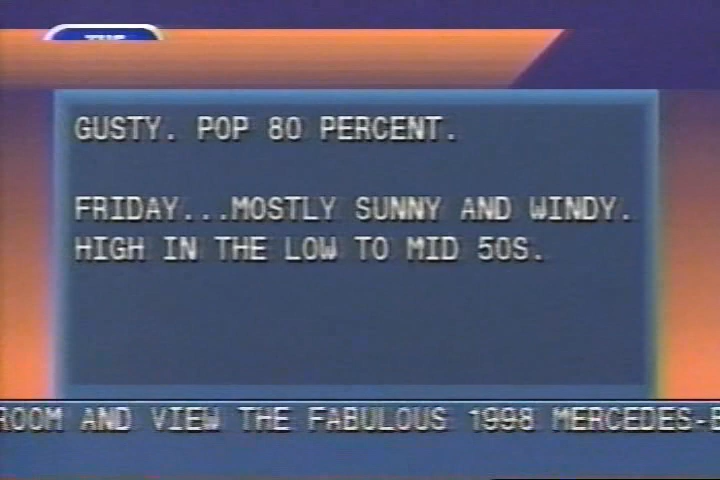 GUSTY. POP 80 PERCENT.
FRIDAY...MOSTLY SUNNY AND WINDY.
HIGH IN THE LOW TO MID 50S.
ROOM AND VIEW THE FABULOUS 1998 MERCEDES-